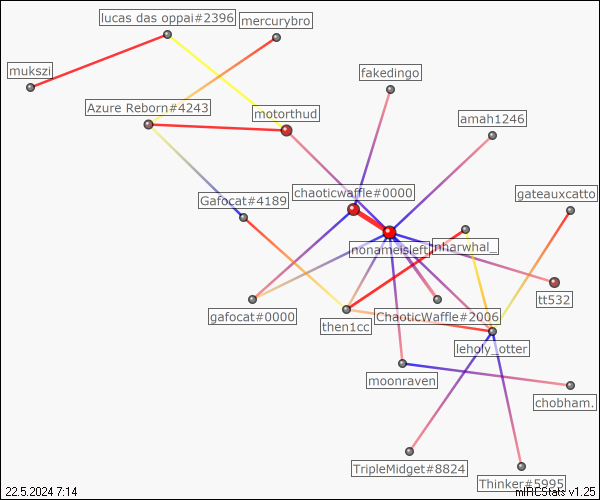 lucas das oppai#2396
mercurybro
mukszi
fakedingo
Azure Reborn#4243
motorthud
amah1246
chaoticwaffle#0000
gateauxcatto
Gafocat#4189
nonameisleft
nharwhal_
tt532
gafocat#0000
ChaoticWaffle#2006
then1cc
leholy_otter
moonraven
chobham.
TripleMidget#8824
Thinker#5995
22.5.2024 7:14
mIRCStats v1.25